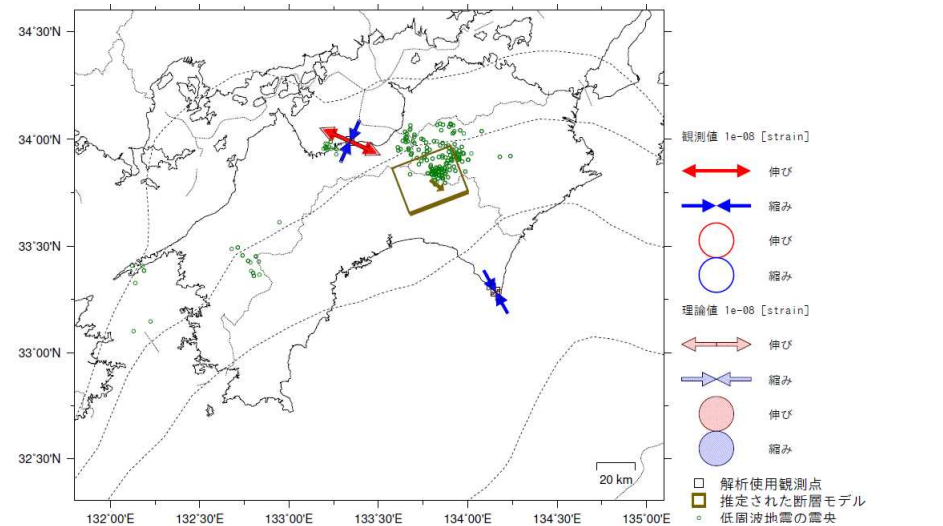 34˚30'N
34˚00'N
33˚30'N
33˚00'N
32˚30'N
132˚00'E
132˚30'E
133˚00'E
133˚30'E
134˚00'E
134˚30'E
135˚00'E
20 km
観測値 1e-08 [strain]
伸び
縮み
伸び
縮み
理論値 1e-08 [strain]
伸び
縮み
伸び
縮み
解析使用観測点
推定された断層モデル
低周波地震の震央